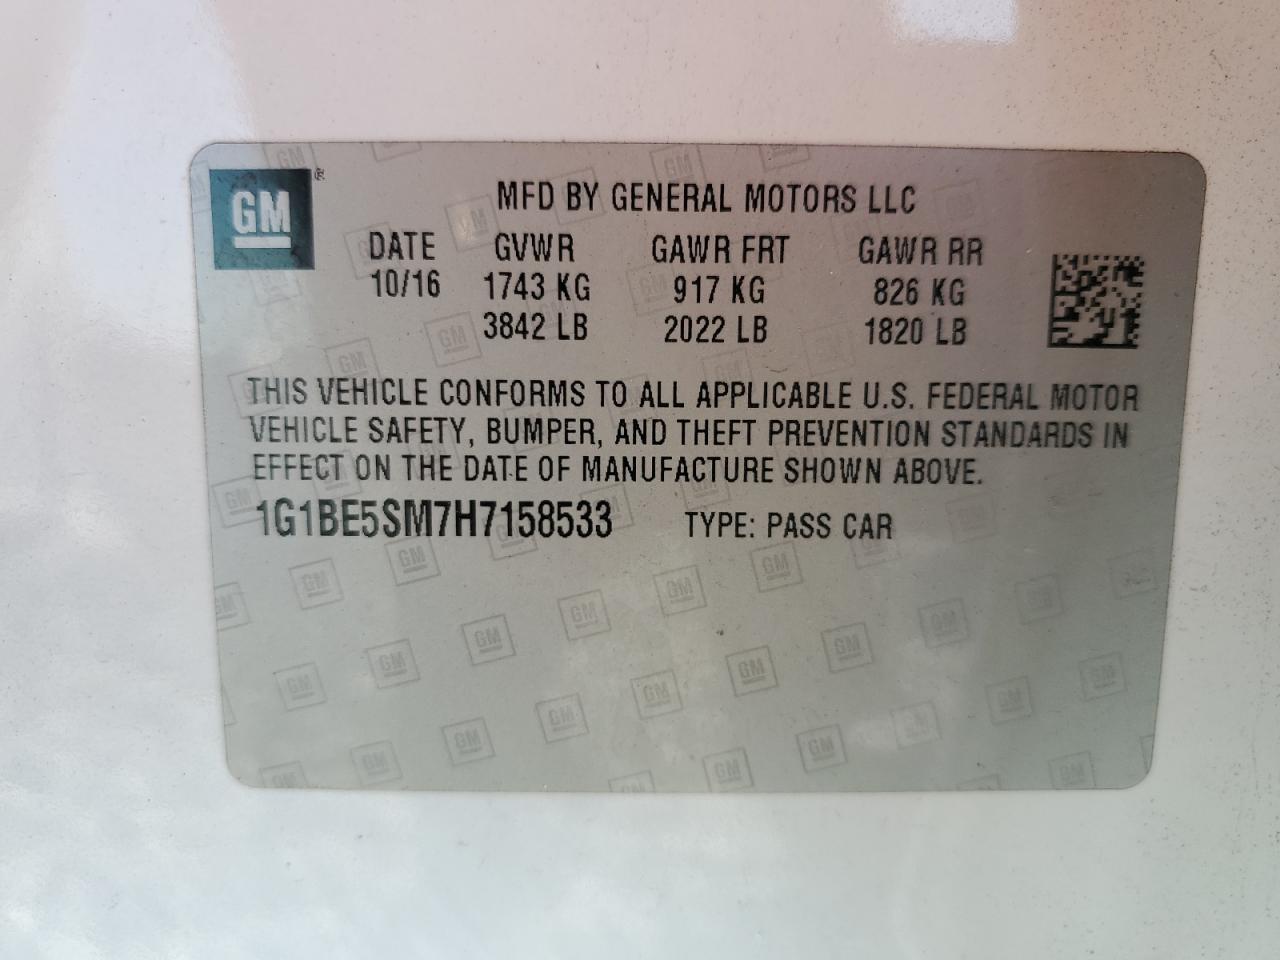 GM
MFD BY GENERAL MOTORS LLC
DATE GVWR GAWR FRT GAWR RR
10/16 1743 KG 917 KG 826 KG
3842 LB 2022 LB 1820 LB
THIS VEHICLE CONFORMS TO ALL APPLICABLE U.S. FEDERAL MOTOR
VEHICLE SAFETY, BUMPER, AND THEFT PREVENTION STANDARDS IN
EFFECT ON THE DATE OF MANUFACTURE SHOWN ABOVE.
1G1BE5SM7H7158533 TYPE: PASS CAR